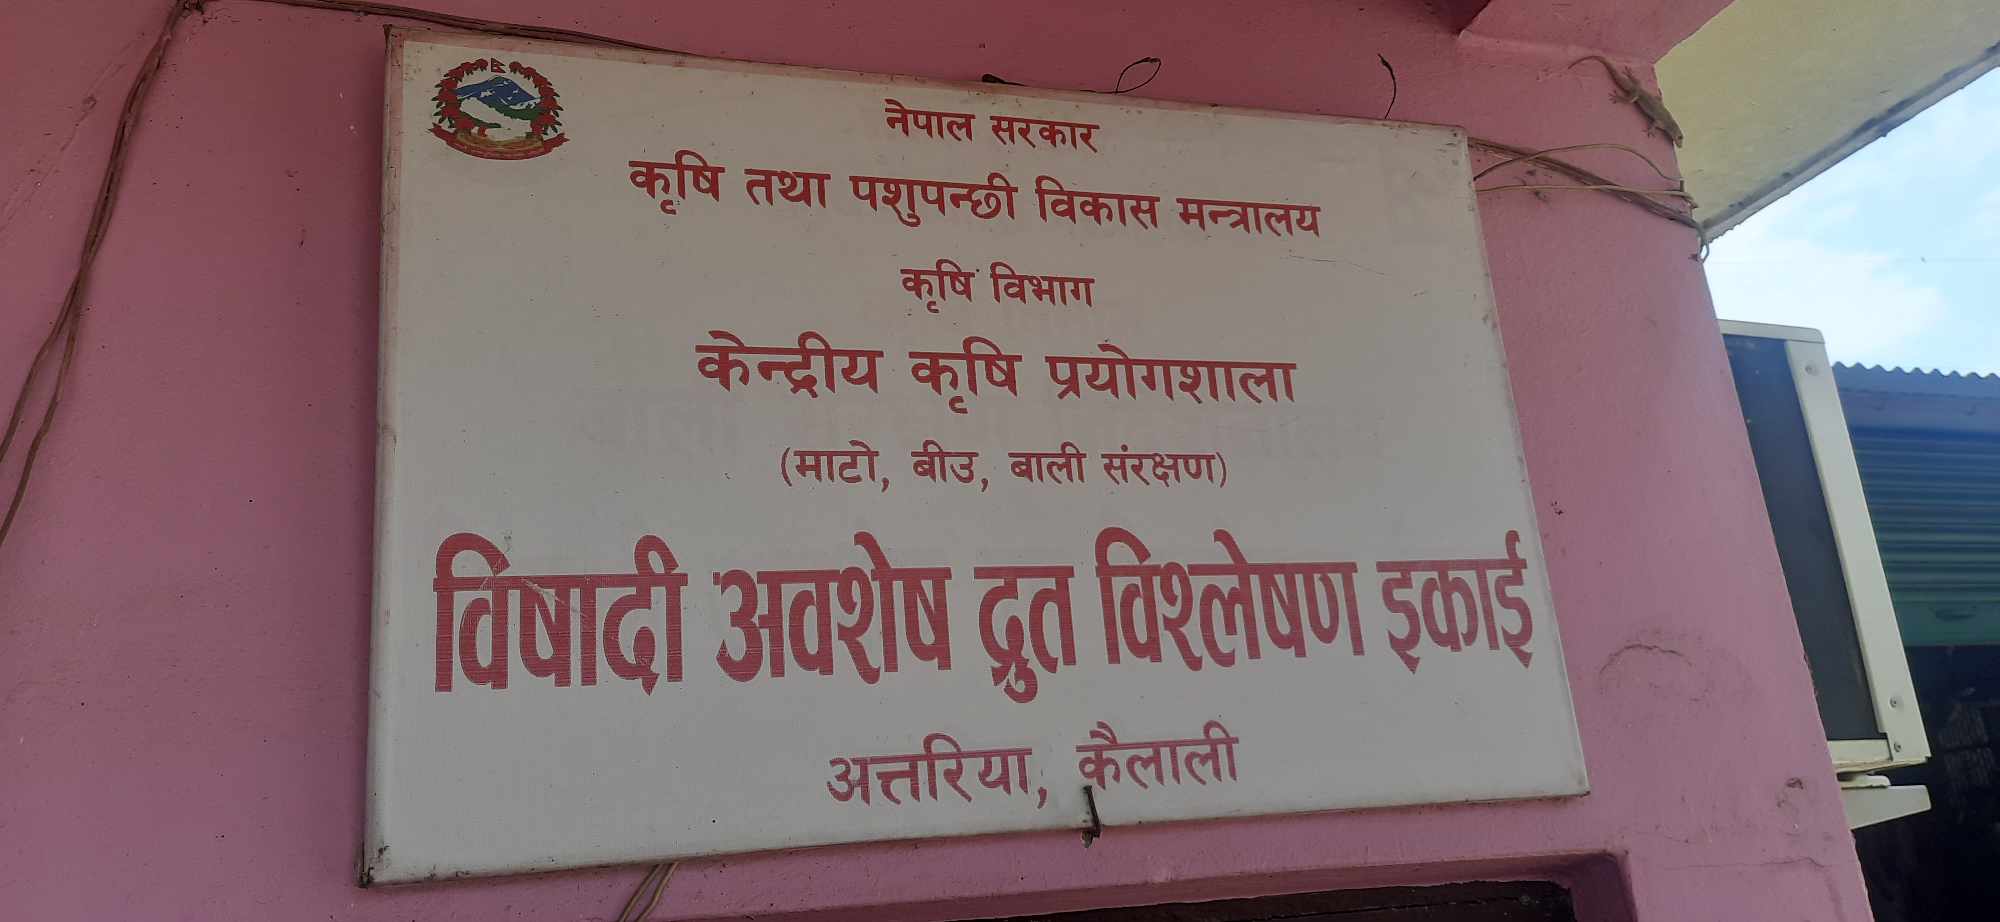 नेपाल सरकार
कृषि तथा पशुपन्छी विकास मन्त्रालय
कृषि विभाग
केन्द्रीय कृषि प्रयोगशाला
(माटो, बीउ, बाली संरक्षण)
विषादी अवशेष द्रुत विश्लेषण इकाई
अत्तरिया, कैलाली